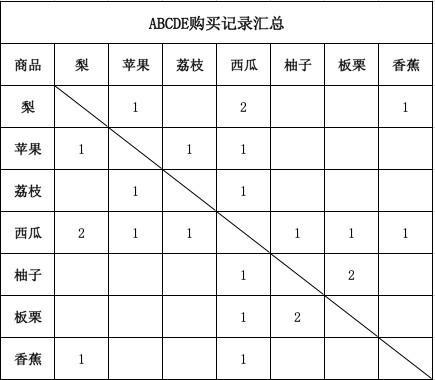 ABCDE购买记录汇总
商品 梨 苹果 荔枝 西瓜 柚子 板栗 香蕉
梨 1 2 1
苹果 1 1 1
荔枝 1 1
西瓜 2 1 1 1 1 1
柚子 1 2
板栗 1 2
香蕉 1 1